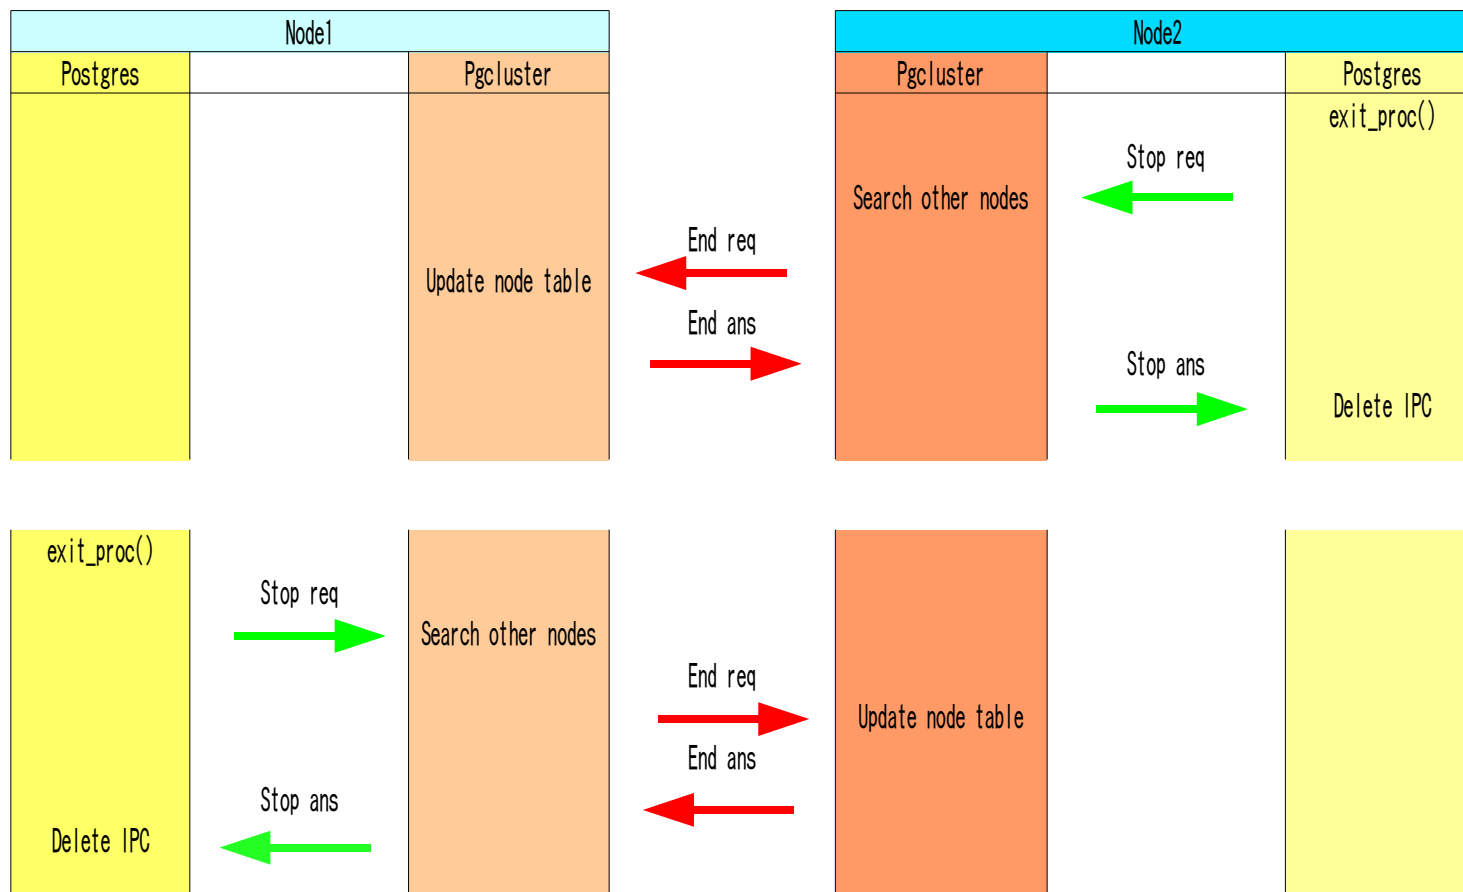 Node1
Node2
Postgres
Pgcluster
Pgcluster
Postgres
exit_proc()
Stop req
Search other nodes
End req
Update node table
End ans
Stop ans
Delete IPC
exit_proc()
Stop req
Search other nodes
End req
Update node table
End ans
Stop ans
Delete IPC